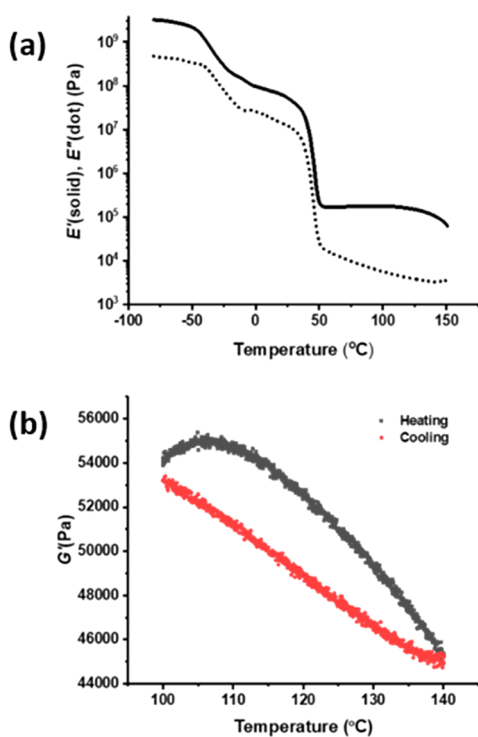 (a)
E'(solid), E''(dot) (Pa)
10⁹
10⁸
10⁷
10⁶
10⁵
10⁴
10³
-100 -50 0 50 100 150
Temperature (°C)
(b)
G'(Pa)
56000
54000
52000
50000
48000
46000
44000
Heating
Cooling
100 110 120 130 140
Temperature (°C)